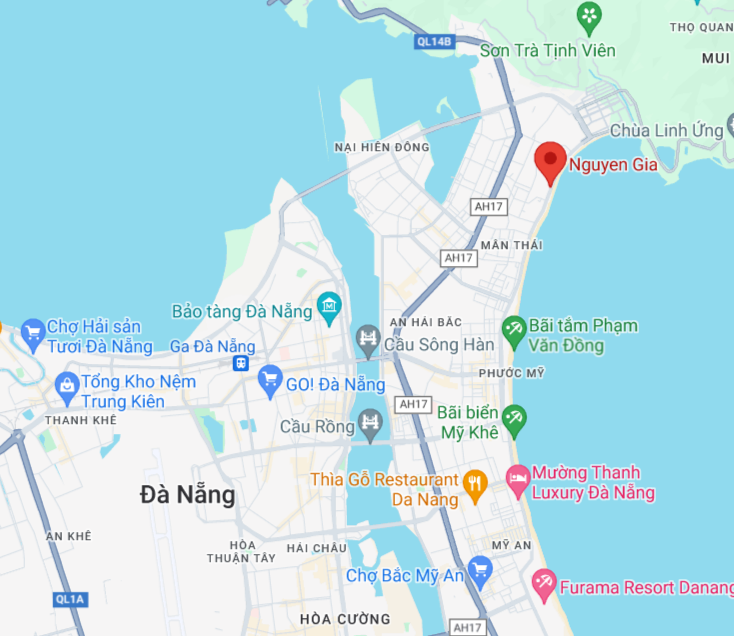 QL14B
Sơn Trà Tịnh Viên
THỌ QUAN
MUI
Chùa Linh Ứng
NẠI HIÊN ĐÔNG
Nguyen Gia
AH17
MÂN THÁI
AH17
Bảo tàng Đà Nẵng
AN HẢI BẮC
Bãi tắm Phạm
Văn Đồng
Chợ Hải sản
Tươi Đà Nẵng
Ga Đà Nẵng
Cầu Sông Hàn
PHƯỚC MỸ
Tổng Kho Nệm
Trung Kiên
GO! Đà Nẵng
AH17
THANH KHÊ
Cầu Rồng
Bãi biển
Mỹ Khê
Thìa Gỗ Restaurant
Da Nang
Mường Thanh
Luxury Đà Nẵng
Đà Nẵng
AN KHÊ
HÒA
THUẬN TÂY
HẢI CHÂU
MỸ AN
Chợ Bắc Mỹ An
Furama Resort Danang
QL1A
HÒA CƯỜNG
AH17